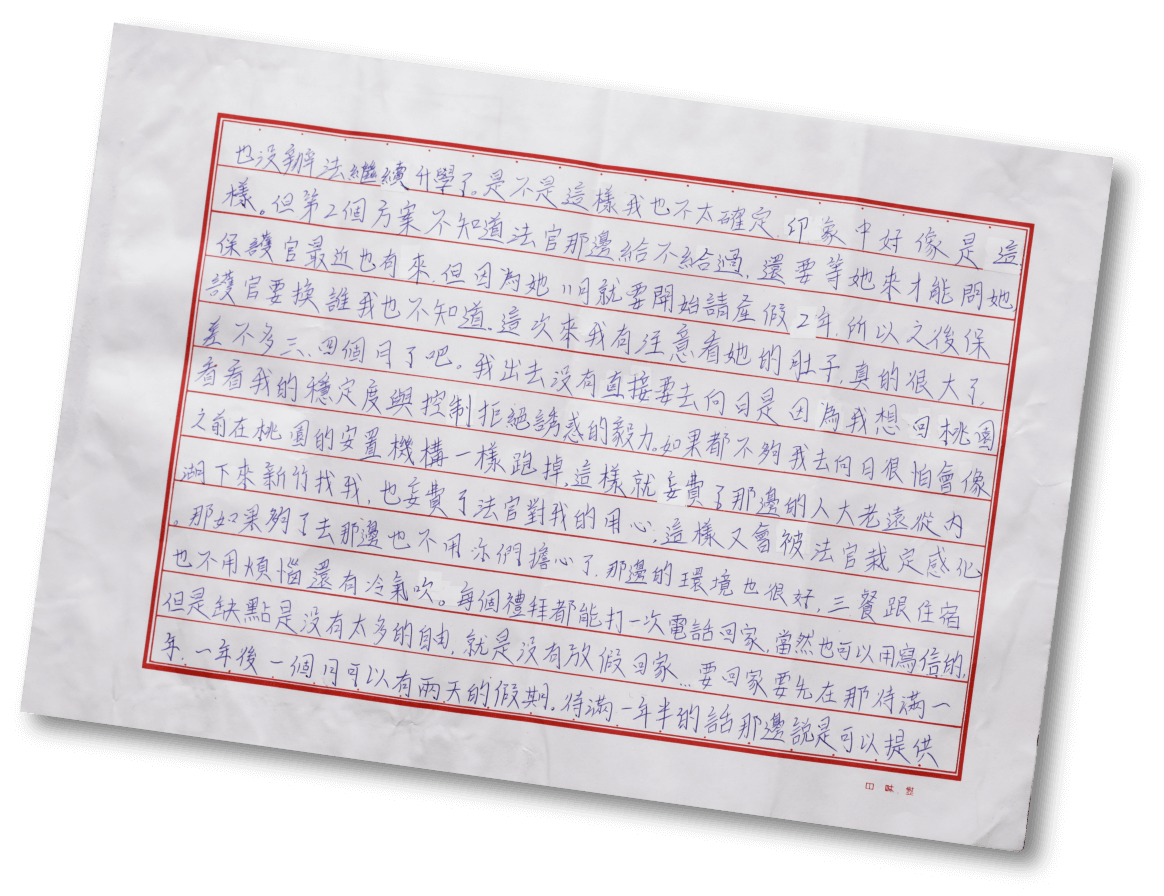 也沒辦法繼續升學了。是不是這樣我也不太確定.印象中好像是這
樣。但第2個方案不知道法官那邊給不給過,還要等她來才能問她,
保護官最近也有來,但因為她11月就要開始請產假2年.所以之後保
護官要換誰我也不知道.這次來我有注意看她的肚子,真的很大了,
差不多三、四個月了吧。我出去沒有直接要去向日是因為我想回桃園
看看我的穩定度與控制拒絕誘惑的毅力。如果都不夠我去向日很怕會像
之前在桃園的安置機構一樣跑掉,這樣就妄費了那邊的人大老遠從內
湖下來新竹找我,也妄費了法官對我的用心,這樣又會被法官裁定感化
。那如果夠了去那邊也不用你們擔心了.那邊的環境也很好,三餐跟住宿
也不用煩惱還有冷氣吹。每個禮拜都能打一次電話回家,當然也可以用寫信的,
但是缺點是沒有太多的自由,就是沒有放假回家...要回家要先在那待滿一
年.一年後一個月可以有兩天的假期。待滿一年半的話那邊說是可以提供